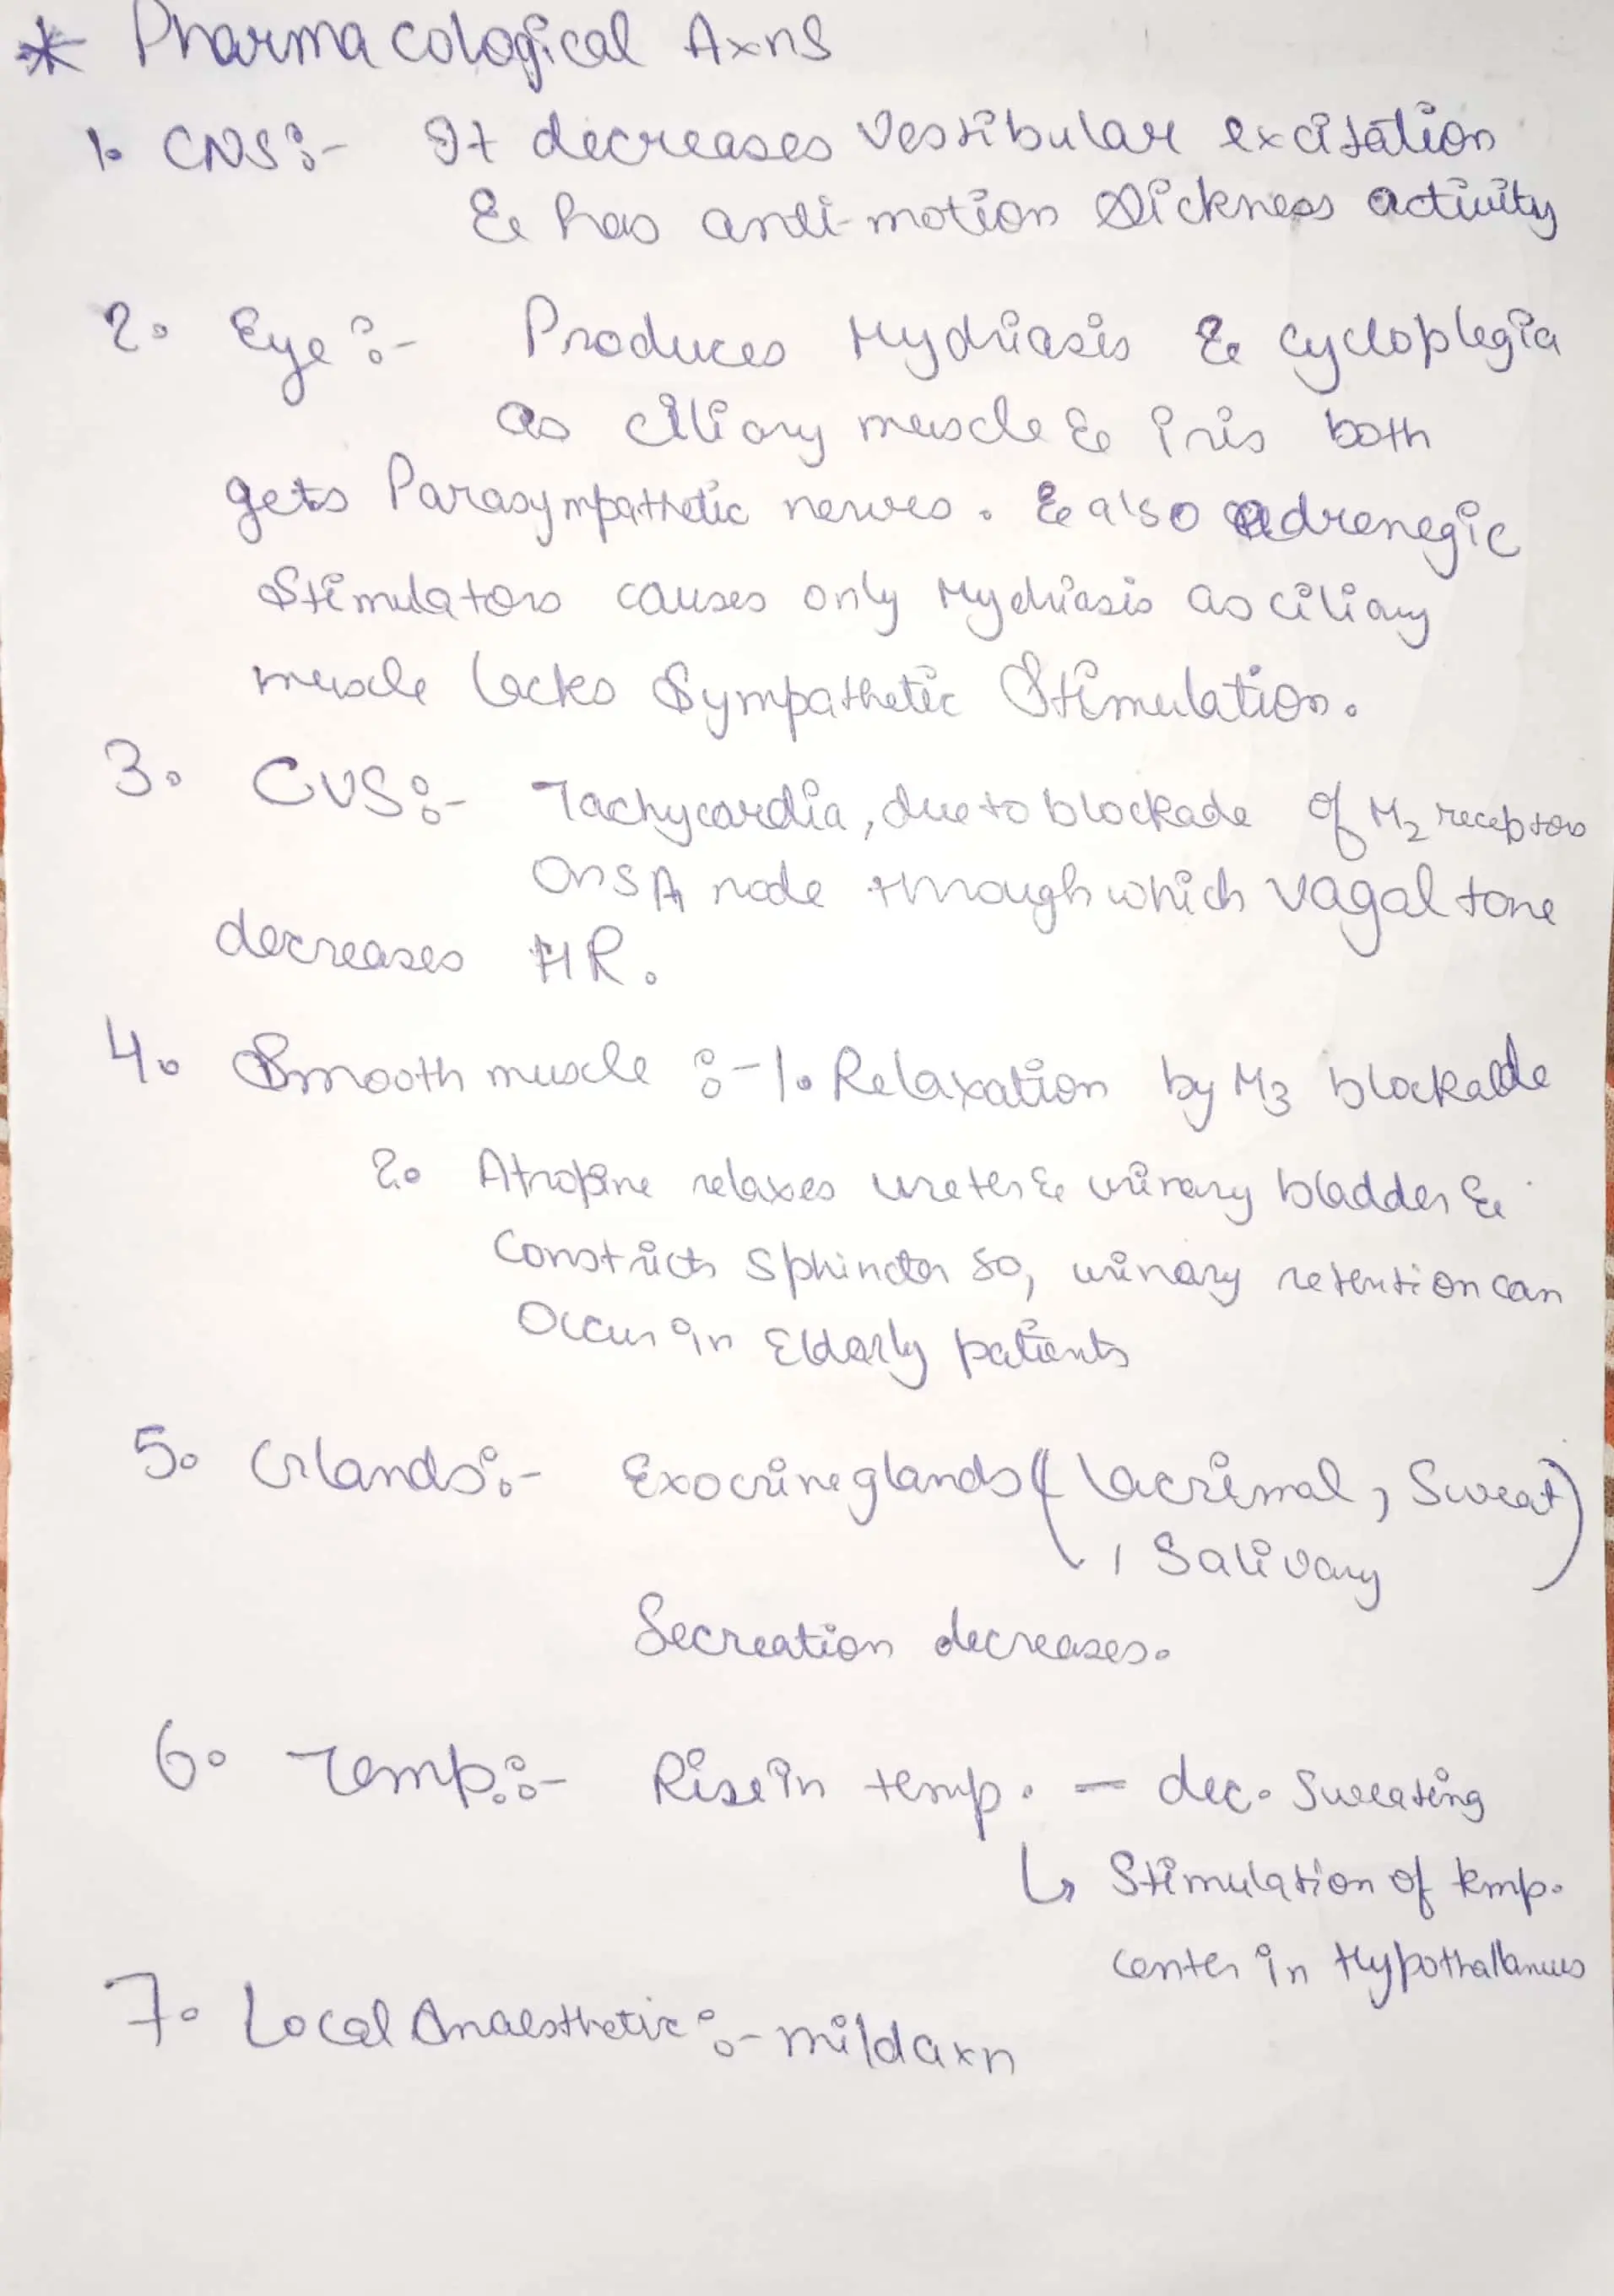 * Pharmacological Axns
1. CNS :- It decreases vestibular excitation
& has anti-motion sickness activity
2. Eye :- Produces Mydriasis & cycloplegia
as ciliary muscle & iris both
gets Parasympathetic nerves. & also adrenegic
Stimulators causes only Mydriasis as ciliary
muscle lacks Sympathetic Stimulation.
3. CVS :- Tachycardia, due to blockade of M2 receptors
on SA node through which vagal tone
decreases HR.
4. Smooth muscle :- 1. Relaxation by M3 blockade
2. Atropine relaxes ureter & urinary bladder &
Constricts Sphincter so, urinary retention can
Occur in Elderly patients
5. Glands :- Exocrine glands (lacrimal, Sweat)
, Salivary
Secreation decreases.
6. Temp. :- Rise in temp. - dec. Sweating
↳ Stimulation of temp.
center in Hypothallamus
7. Local Anaesthetic :- mild axn